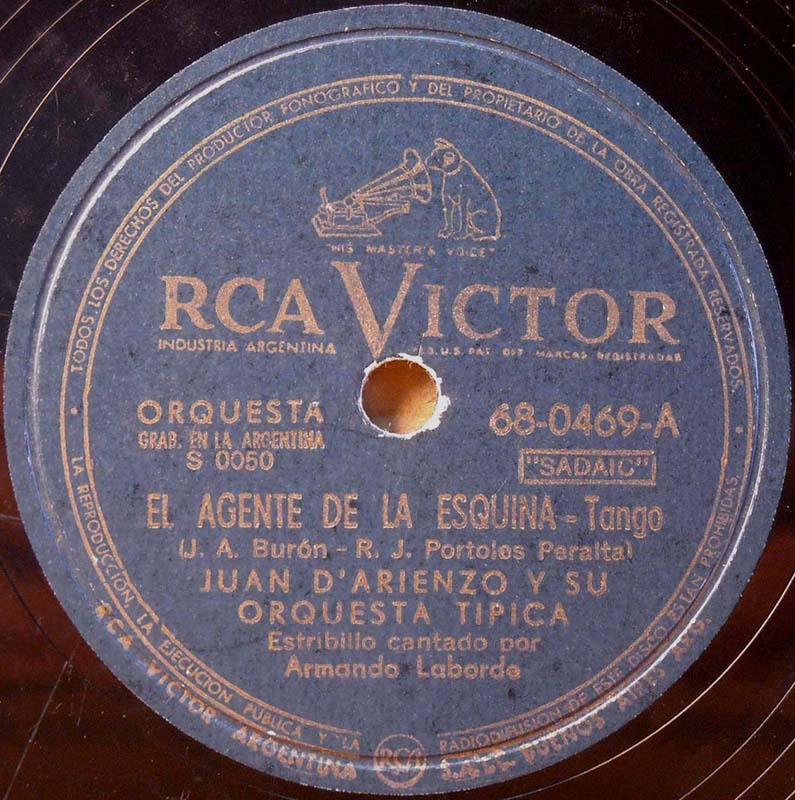 TODOS LOS DERECHOS DEL PRODUCTOR FONOGRAFICO Y DEL PROPIETARIO DE LA OBRA REGISTRADA, RESERVADOS.
"HIS MASTER'S VOICE"
RCA VICTOR
INDUSTRIA ARGENTINA
U.S. PAT. OFF. MARCAS REGISTRADAS
ORQUESTA
68-0469-A
GRAB. EN LA ARGENTINA
S 0050
"SADAIC"
EL AGENTE DE LA ESQUINA - Tango
(J. A. Burón - R. J. Portoles Peralta)
JUAN D'ARIENZO Y SU
ORQUESTA TIPICA
Estribillo cantado por
Armando Laborde
LA REPRODUCCION, LA EJECUCION PUBLICA Y LA RADIODIFUSION DE ESTE DISCO ESTAN PROHIBIDAS.
RCA VICTOR ARGENTINA RCA BUENOS AIRES